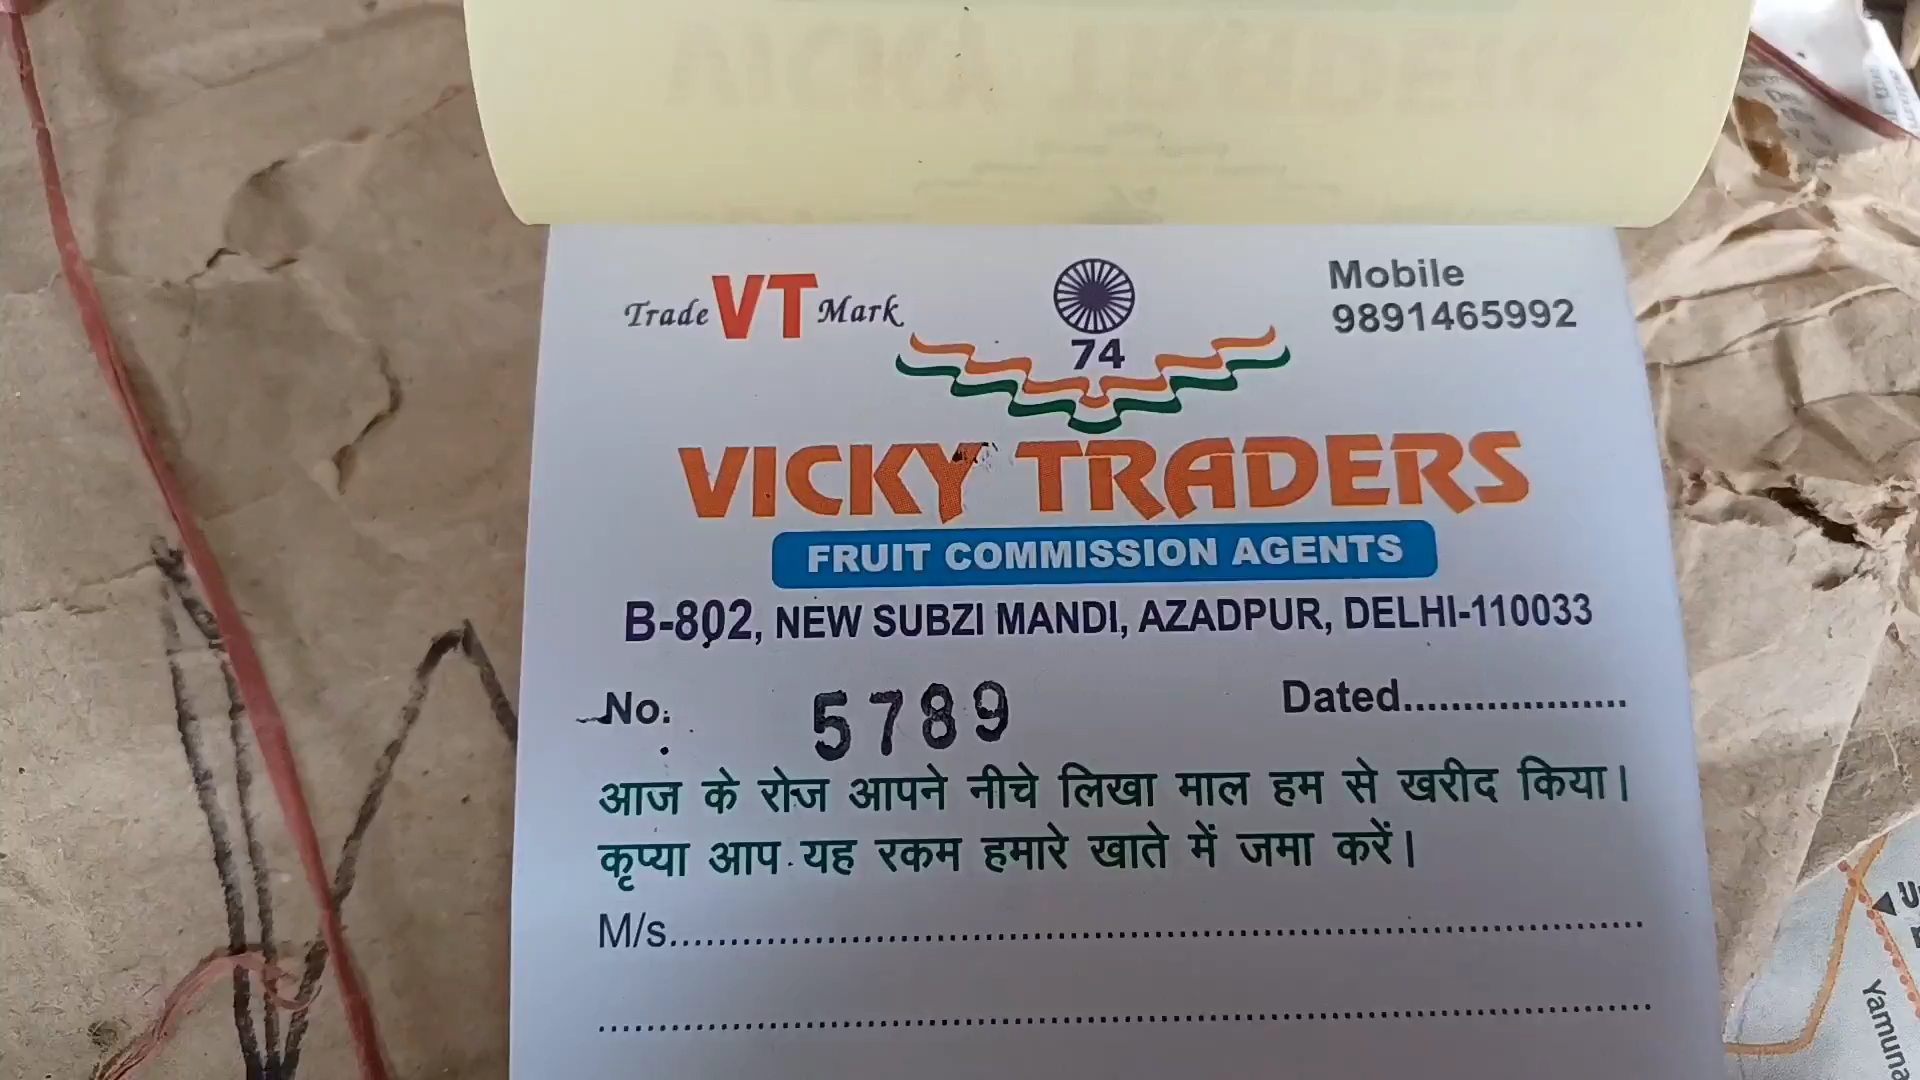 Trade VT Mark
Mobile
9891465992
74
VICKY TRADERS
FRUIT COMMISSION AGENTS
B-802, NEW SUBZI MANDI, AZADPUR, DELHI-110033
No. 5789 Dated...................
आज के रोज आपने नीचे लिखा माल हम से खरीद किया।
कृप्या आप यह रकम हमारे खाते में जमा करें।
M/s.
Yamuna